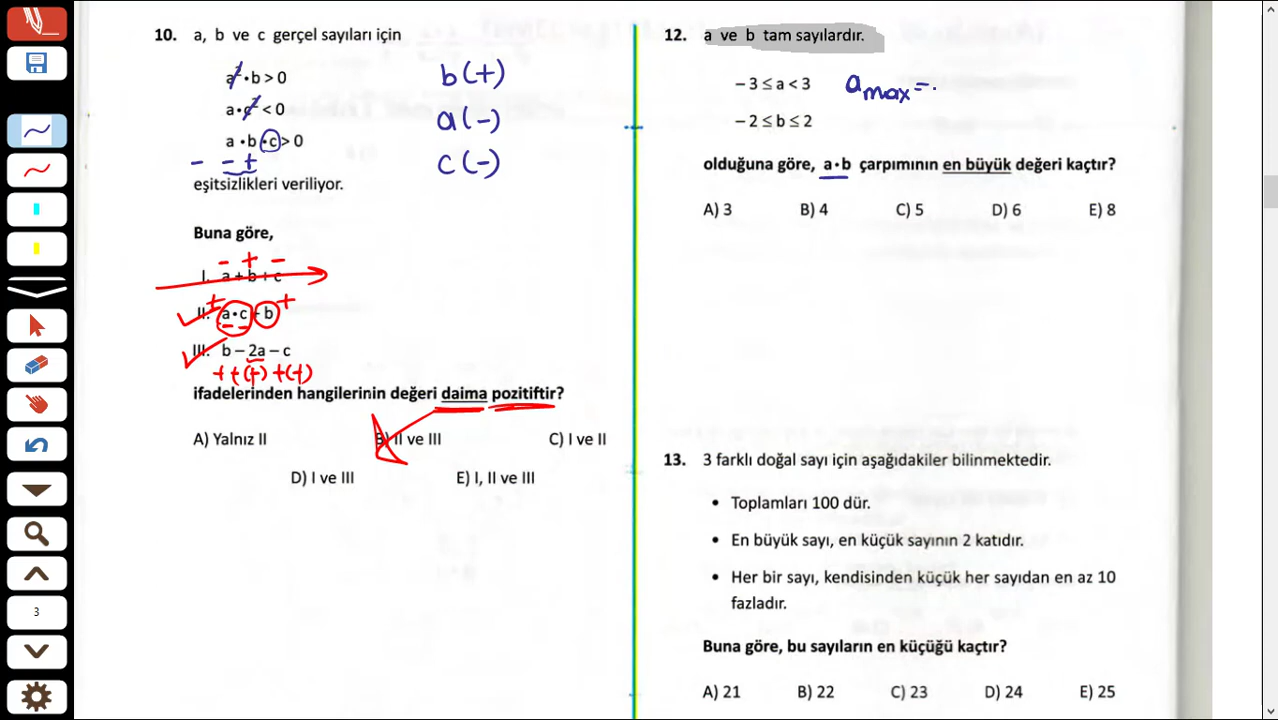 10. a, b ve c gerçel sayıları için
a² · b > 0
a · c² < 0
a · b · c > 0
- - +
eşitsizlikleri veriliyor.
b (+)
a (-)
c (-)
Buna göre,
- + -
I. a + b + c
+ +
II. a · c + b
- -
III. b – 2a – c
+ + (+) + (+)
ifadelerinden hangilerinin değeri daima pozitiftir?
A) Yalnız II
B) II ve III
C) I ve II
D) I ve III
E) I, II ve III
12. a ve b tam sayılardır.
– 3 ≤ a < 3
a max =
– 2 ≤ b ≤ 2
olduğuna göre, a · b çarpımının en büyük değeri kaçtır?
A) 3 B) 4 C) 5 D) 6 E) 8
13. 3 farklı doğal sayı için aşağıdakiler bilinmektedir.
• Toplamları 100 dür.
• En büyük sayı, en küçük sayının 2 katıdır.
• Her bir sayı, kendisinden küçük her sayıdan en az 10
fazladır.
Buna göre, bu sayıların en küçüğü kaçtır?
A) 21 B) 22 C) 23 D) 24 E) 25
3